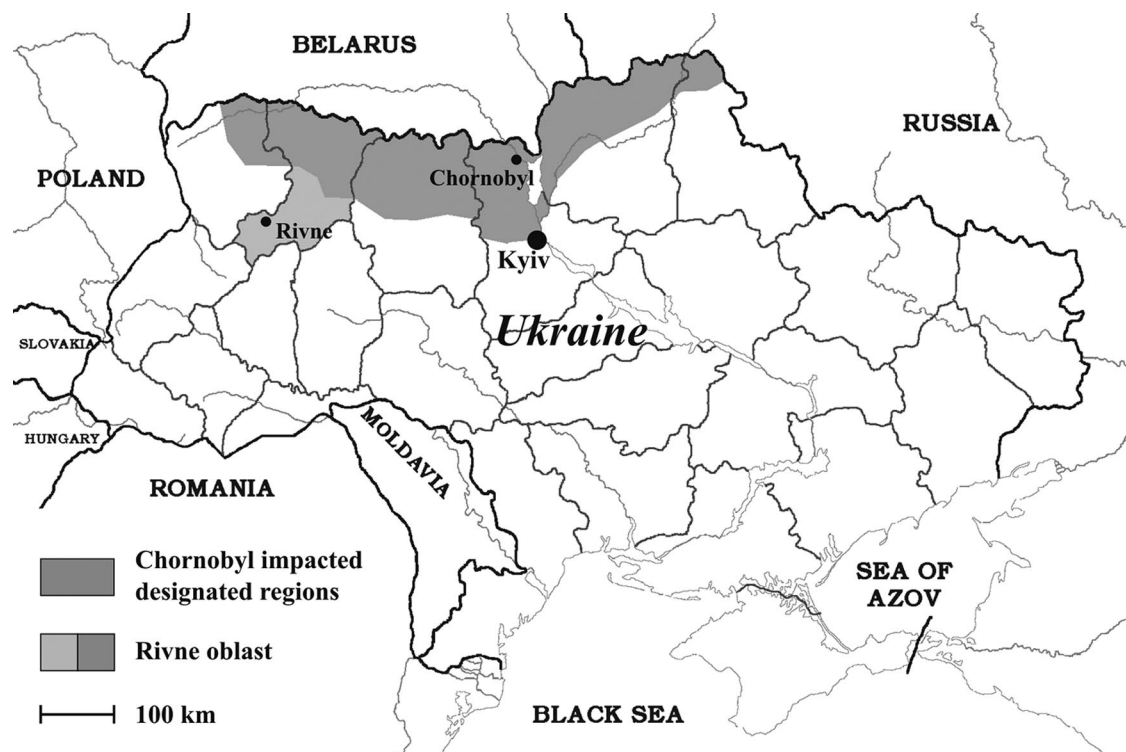 BELARUS
RUSSIA
POLAND
Chornobyl
Rivne
Kyiv
Ukraine
SLOVAKIA
HUNGARY
MOLDAVIA
ROMANIA
Chornobyl impacted
designated regions
SEA OF
AZOV
Rivne oblast
100 km
BLACK SEA